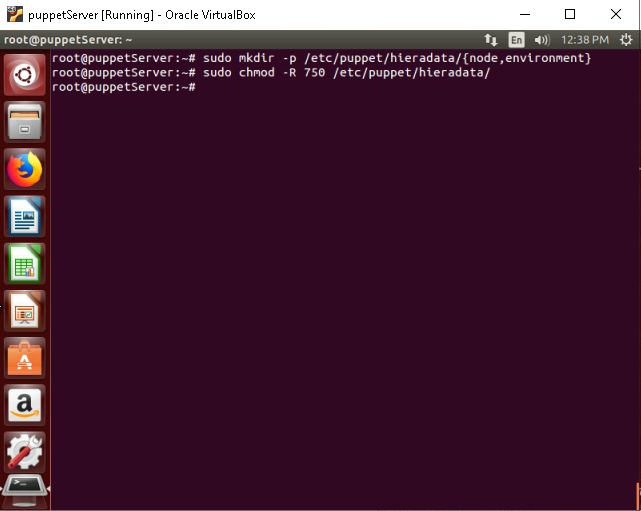 puppetServer [Running] - Oracle VirtualBox
root@puppetServer: ~
En
12:38 PM
root@puppetServer:~# sudo mkdir -p /etc/puppet/hieradata/{node,environment}
root@puppetServer:~# sudo chmod -R 750 /etc/puppet/hieradata/
root@puppetServer:~#